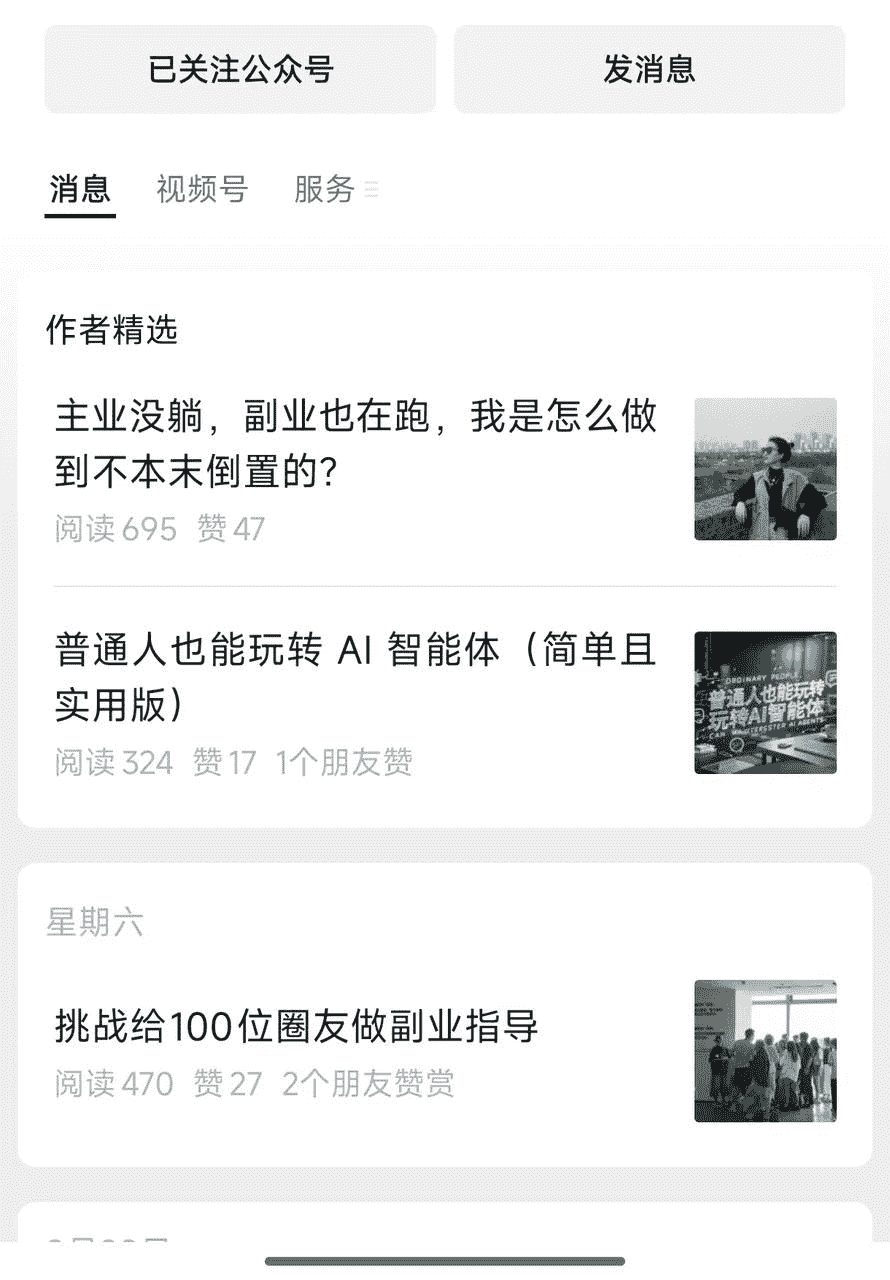 已关注公众号
发消息
消息
视频号
服务
作者精选
主业没躺，副业也在跑，我是怎么做
到不本末倒置的？
阅读 695 赞 47
普通人也能玩转 AI 智能体（简单且
实用版）
阅读 324 赞 17 1个朋友赞
ORDINARY PEOPLE
普通人也能玩转
玩转AI智能体
星期六
挑战给100位圈友做副业指导
阅读 470 赞 27 2个朋友赞赏